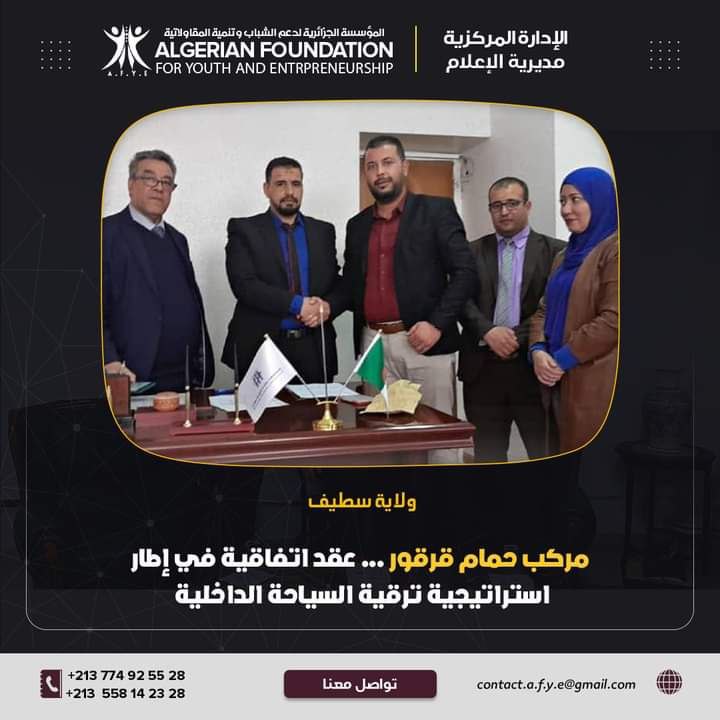 المؤسسة الجزائرية لدعم الشباب وتنمية المقاولاتية
ALGERIAN FOUNDATION
FOR YOUTH AND ENTRPRENEURSHIP
A.F.Y.E
الإدارة المركزية
مديرية الإعلام
ولاية سطيف
مركب حمام قرقور ... عقد اتفاقية في إطار
استراتيجية ترقية السياحة الداخلية
+213 774 92 55 28
+213 558 14 23 28
تواصل معنا
contact.a.f.y.e@gmail.com